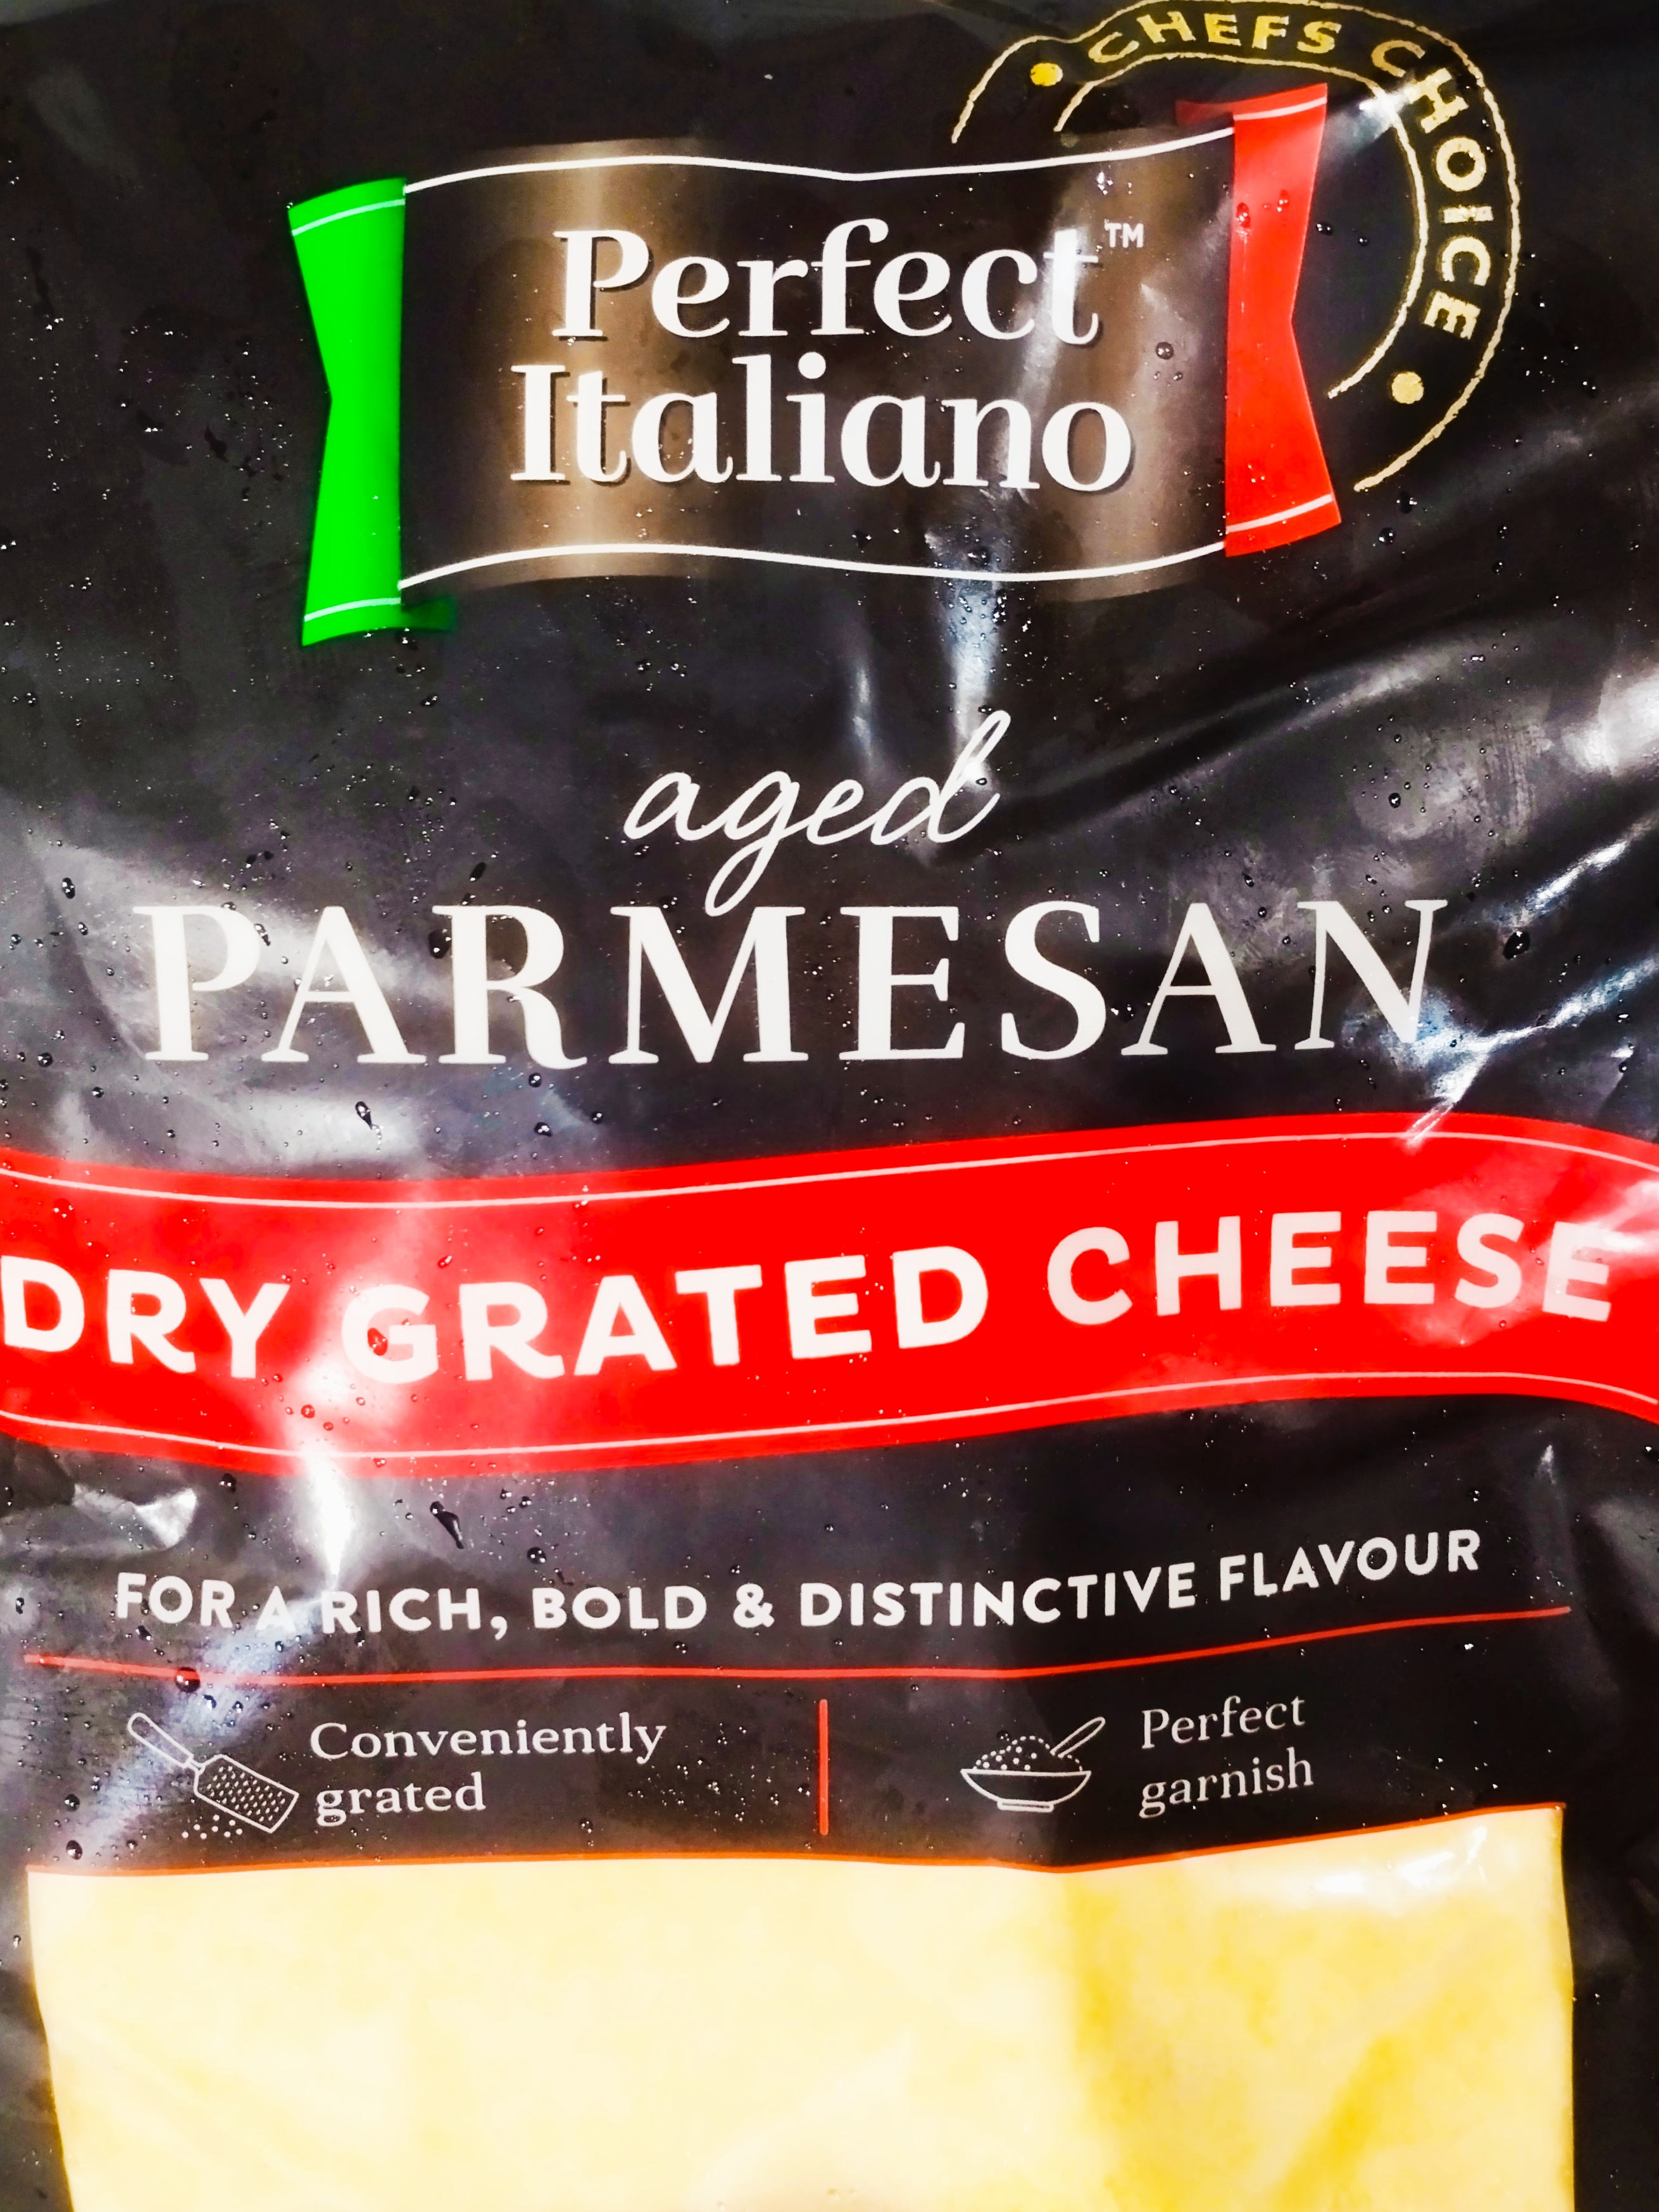 CHEFS CHOICE
Perfect™
Italiano
aged
PARMESAN
DRY GRATED CHEESE
FOR A RICH, BOLD & DISTINCTIVE FLAVOUR
Conveniently
grated
Perfect
garnish